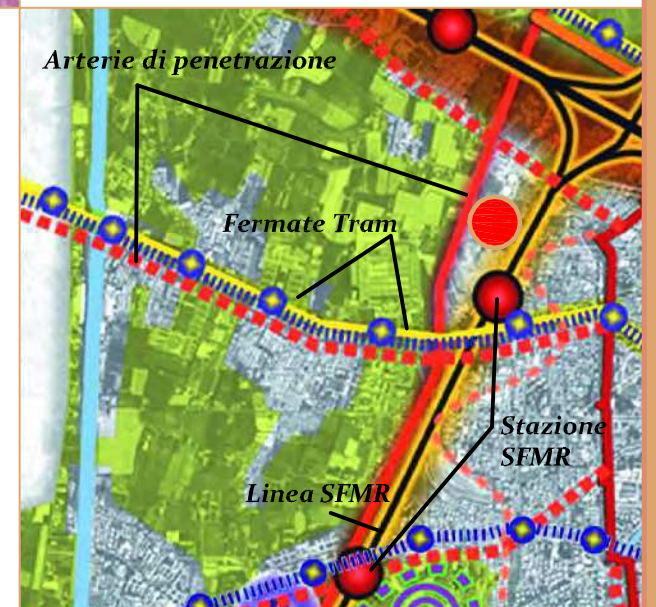 Arterie di penetrazione
Fermate Tram
Stazione
SFMR
Linea SFMR